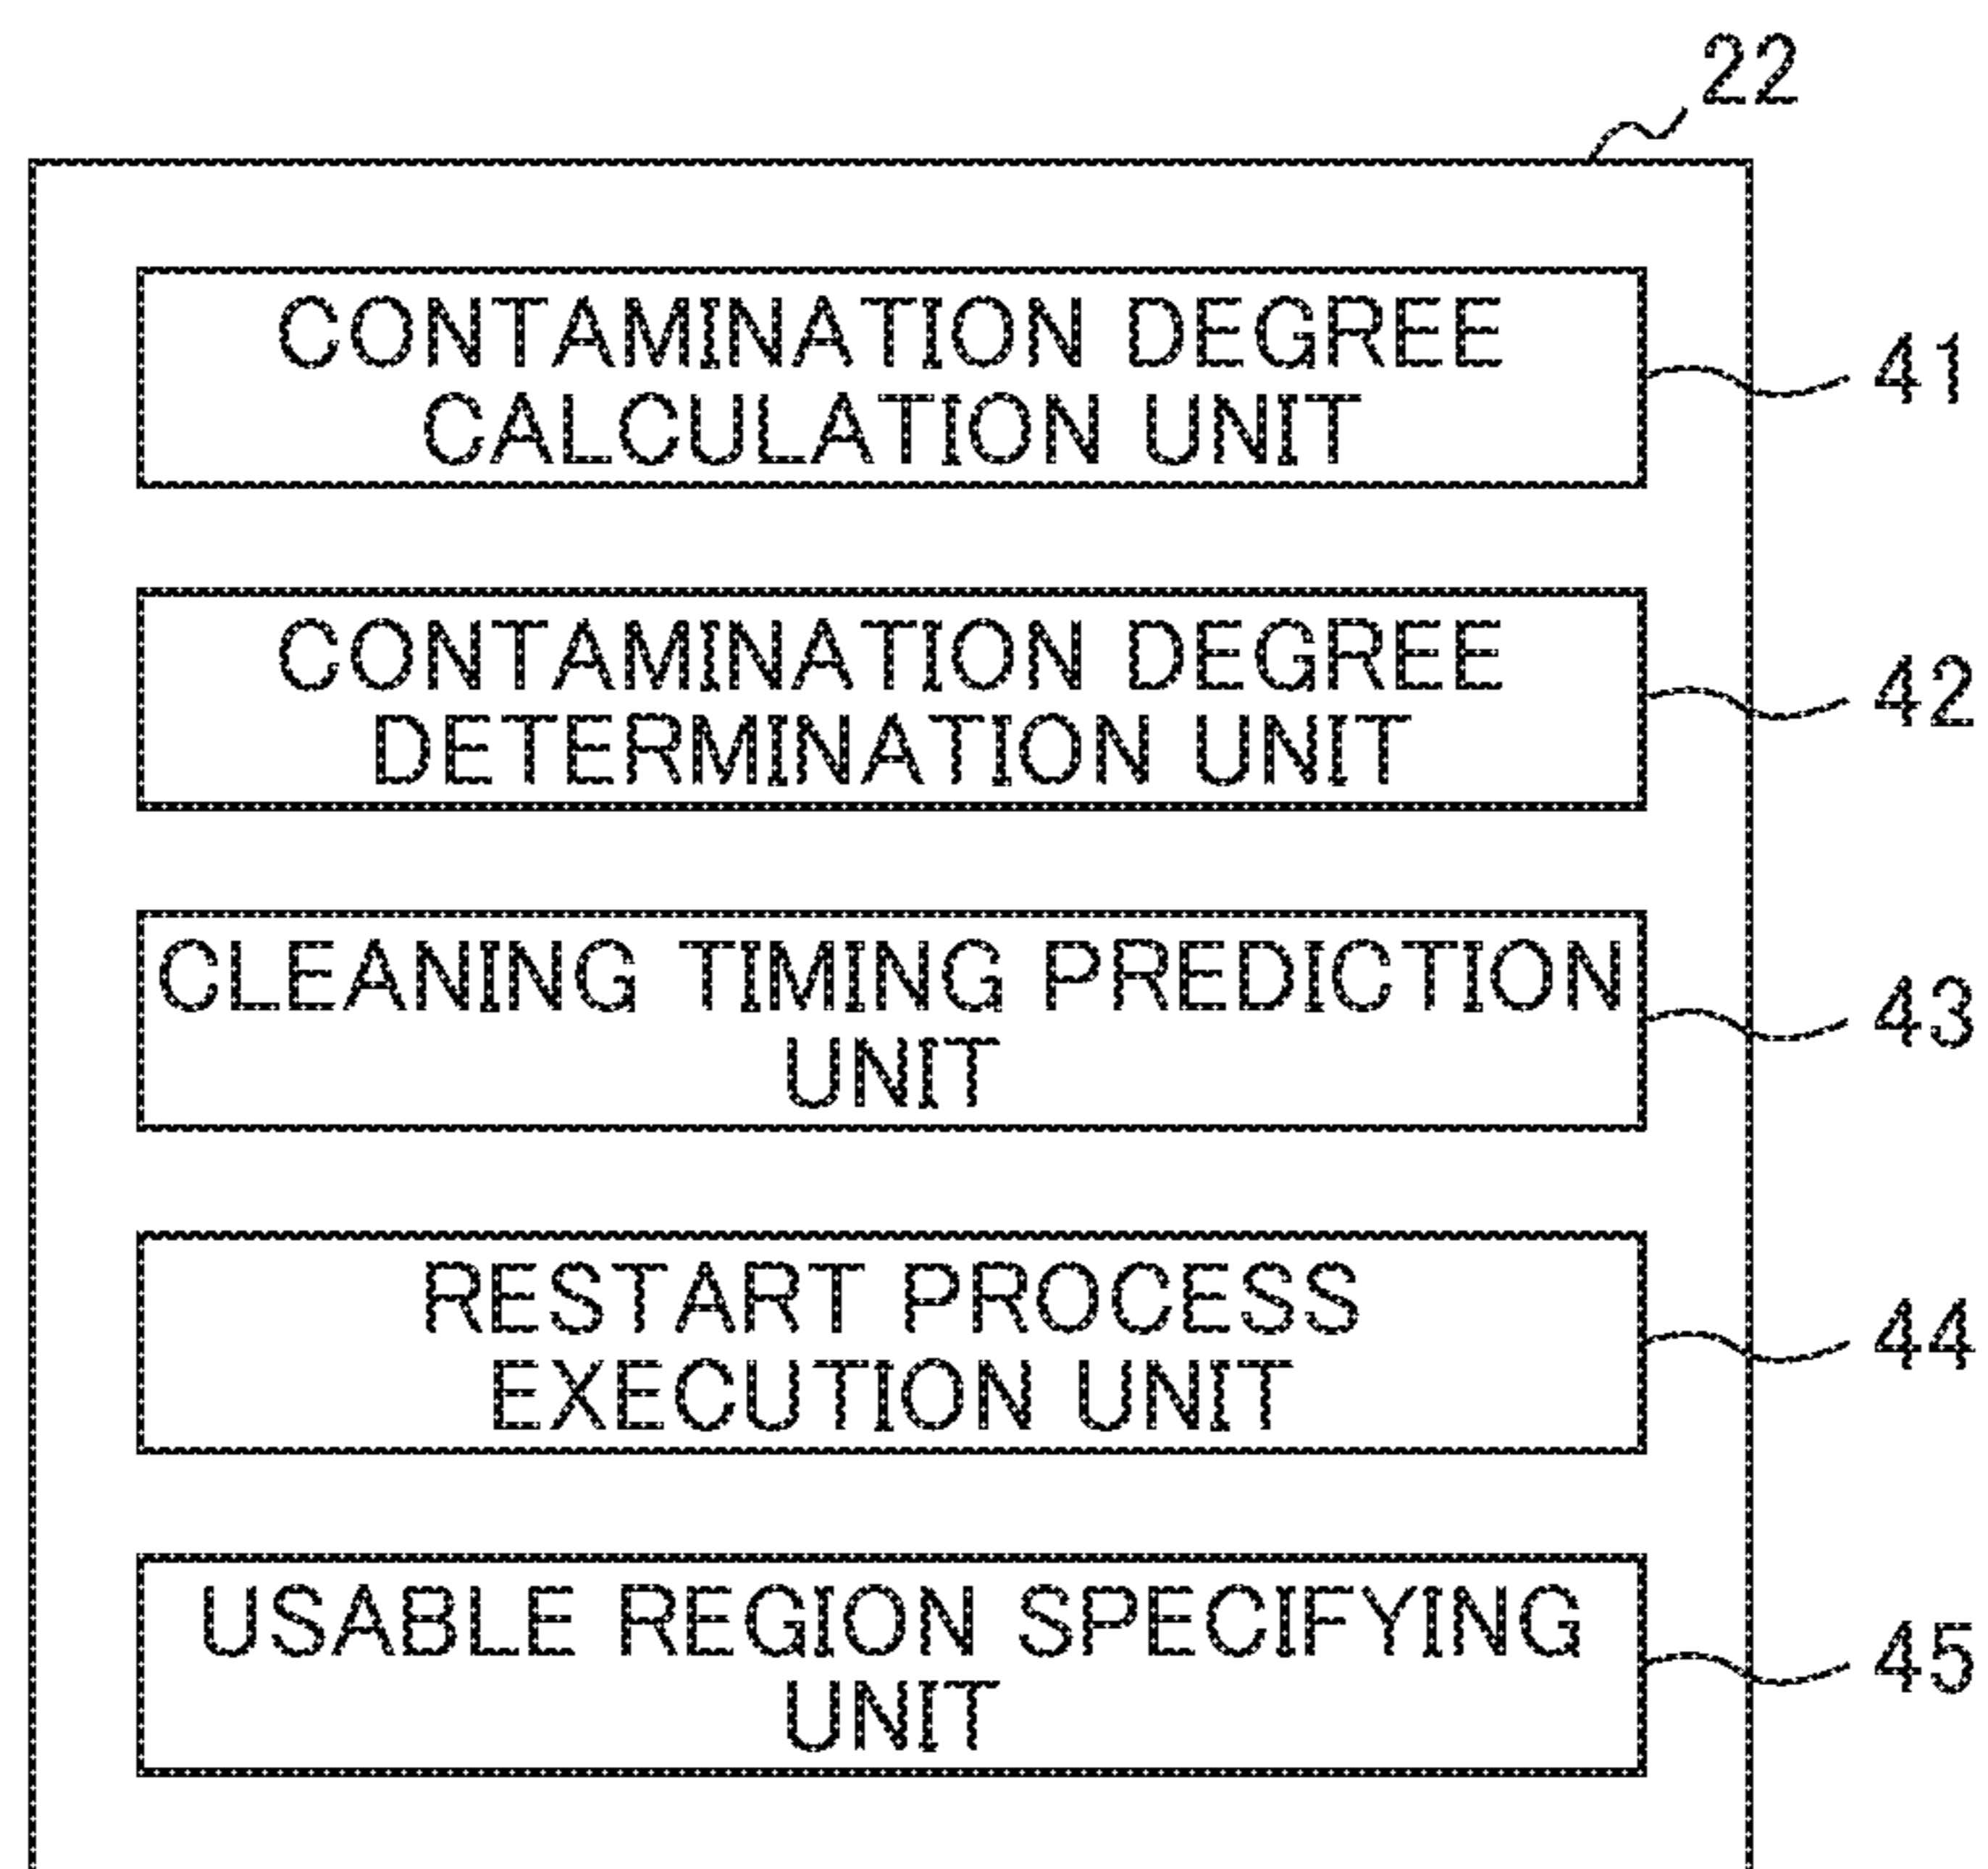 22
CONTAMINATION DEGREE
CALCULATION UNIT
41
CONTAMINATION DEGREE
DETERMINATION UNIT
42
CLEANING TIMING PREDICTION
UNIT
43
RESTART PROCESS
EXECUTION UNIT
44
USABLE REGION SPECIFYING
UNIT
45